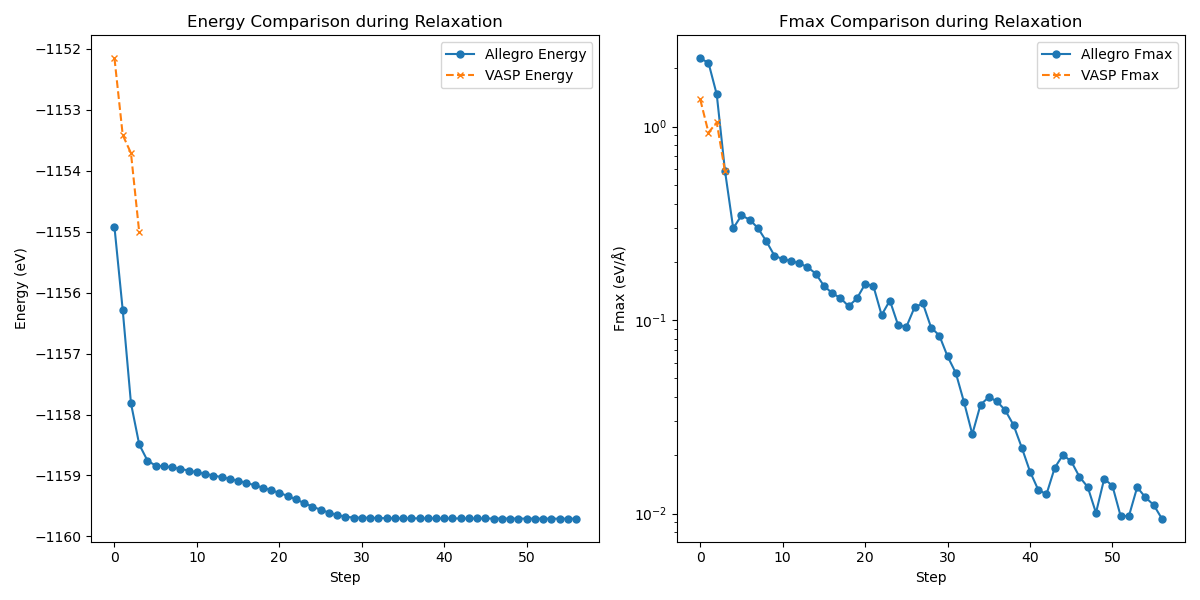 Energy Comparison during Relaxation
Allegro Energy
VASP Energy
Energy (eV)
−1152
−1153
−1154
−1155
−1156
−1157
−1158
−1159
−1160
0 10 20 30 40 50
Step
Fmax Comparison during Relaxation
Allegro Fmax
VASP Fmax
Fmax (eV/Å)
10⁰
10⁻¹
10⁻²
0 10 20 30 40 50
Step